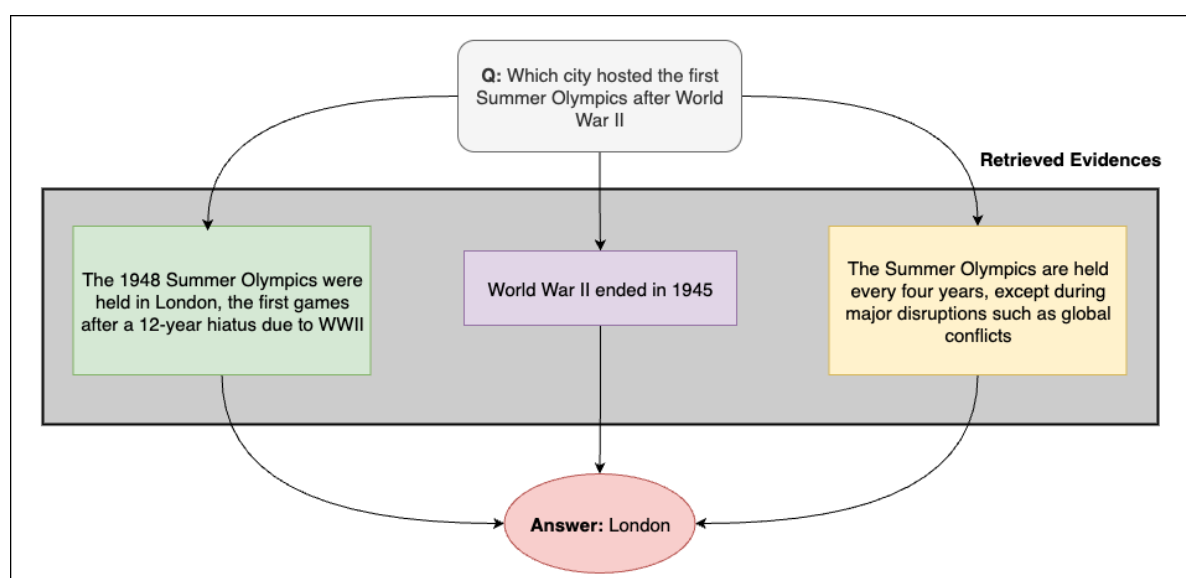 Q: Which city hosted the first
Summer Olympics after World
War II
Retrieved Evidences
The 1948 Summer Olympics were
held in London, the first games
after a 12-year hiatus due to WWII
World War II ended in 1945
The Summer Olympics are held
every four years, except during
major disruptions such as global
conflicts
Answer: London